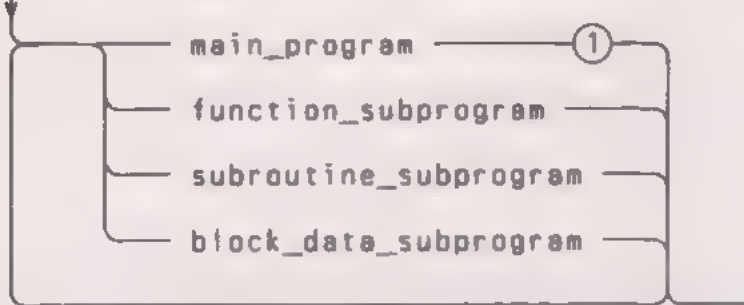 main_program 1
function_subprogram
subroutine_subprogram
block_data_subprogram